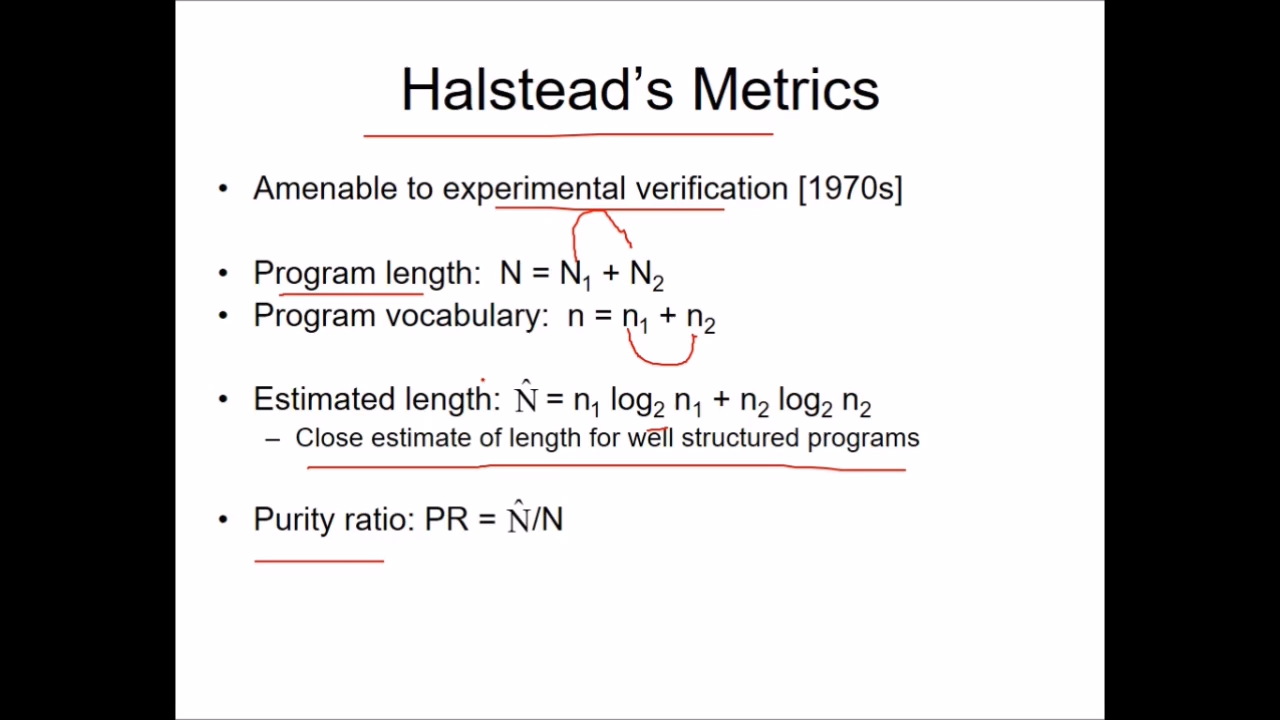 Halstead’s Metrics
• Amenable to experimental verification [1970s]
• Program length: N = N₁ + N₂
• Program vocabulary: n = n₁ + n₂
• Estimated length: N̂ = n₁ log₂ n₁ + n₂ log₂ n₂
– Close estimate of length for well structured programs
• Purity ratio: PR = N̂/N